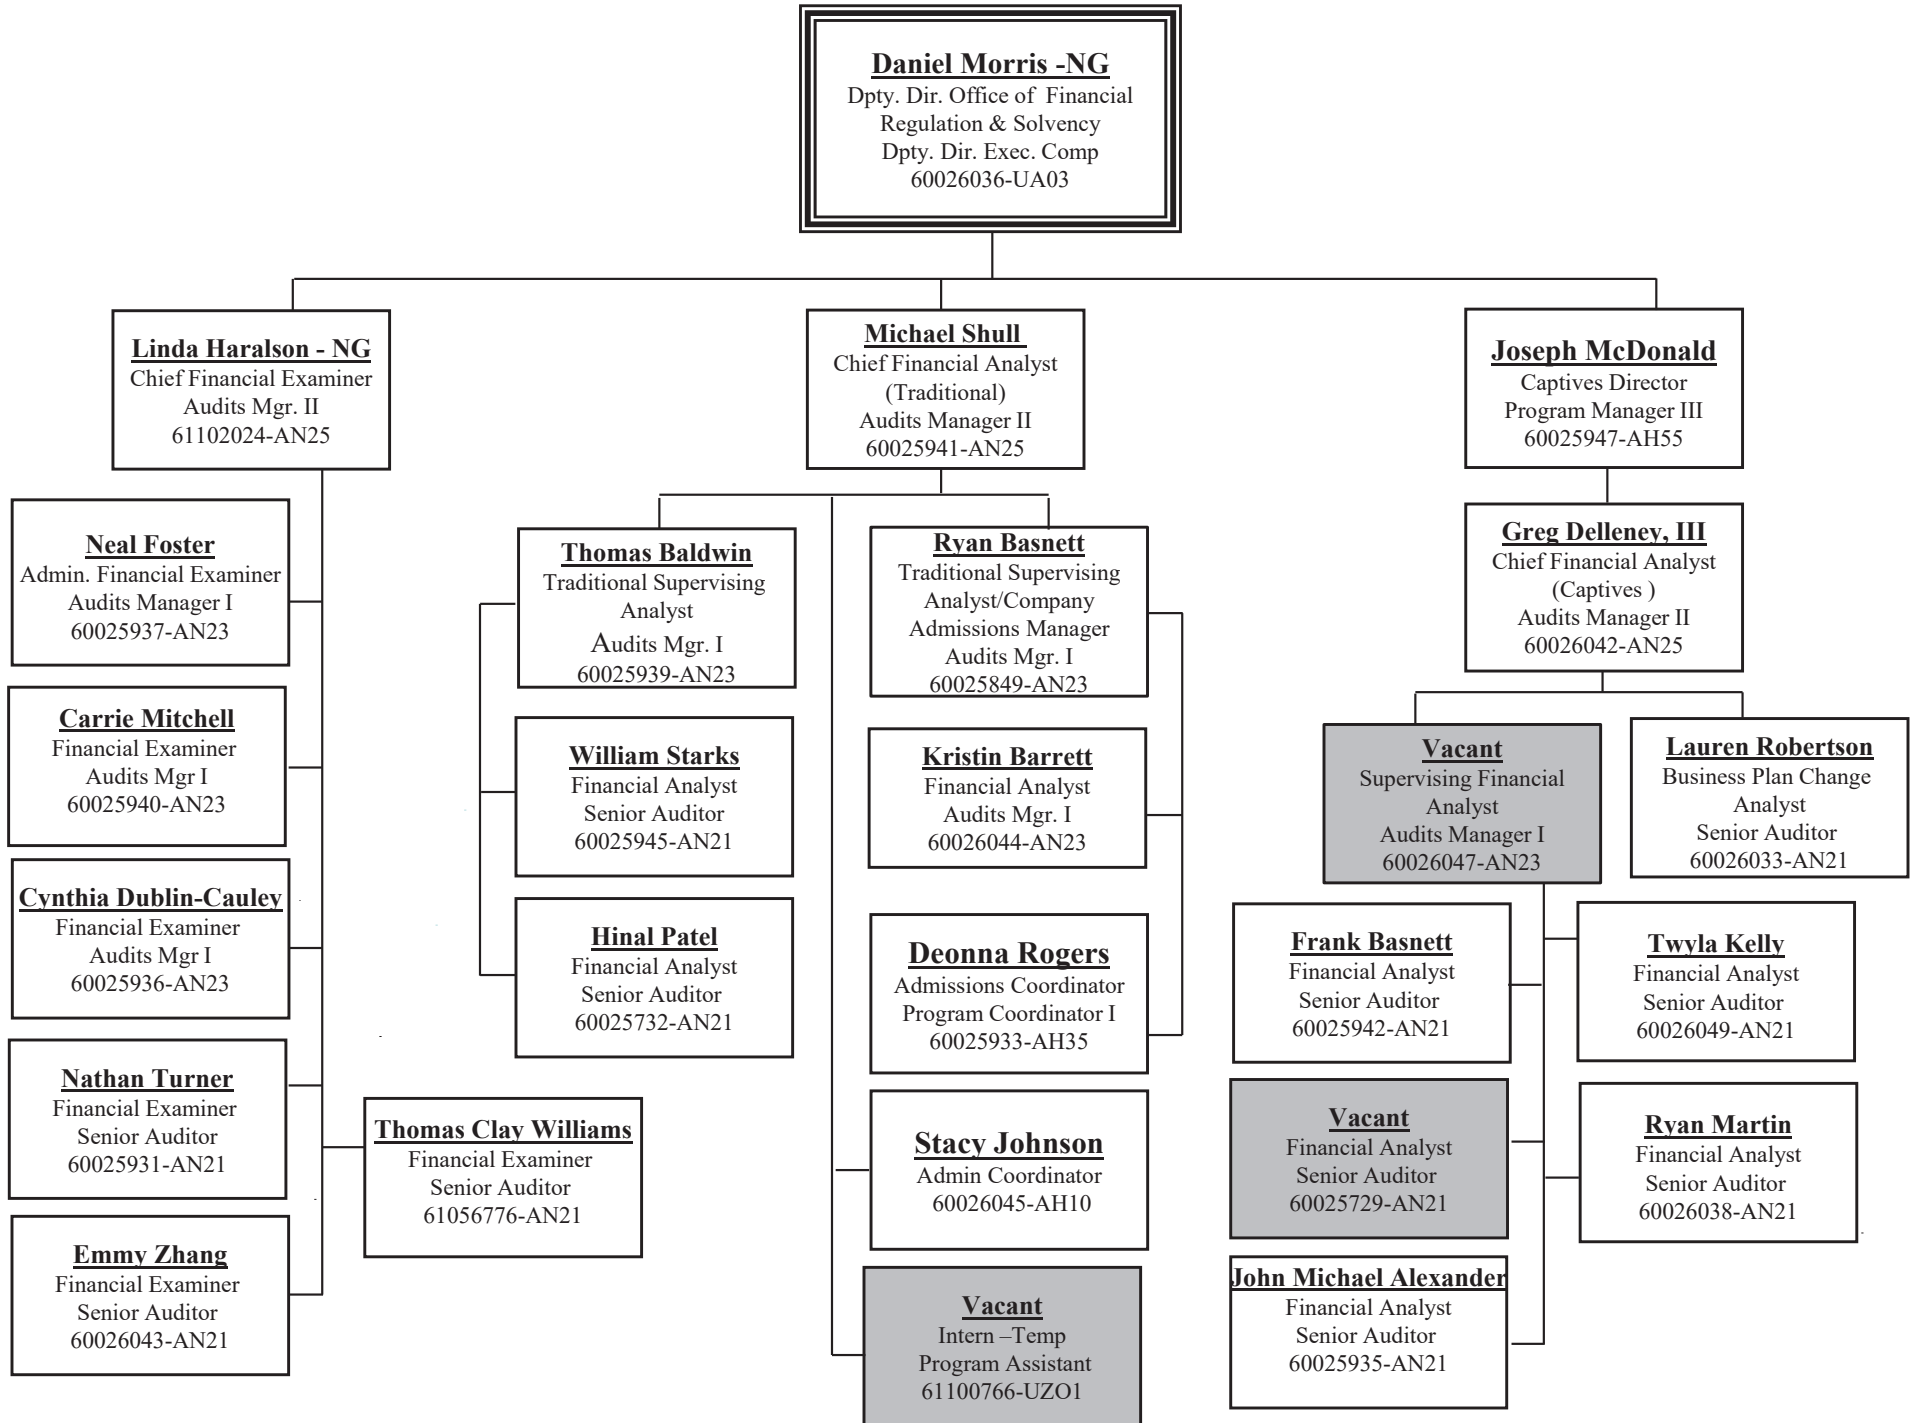 Daniel Morris -NG
Dpty. Dir. Office of Financial
Regulation & Solvency
Dpty. Dir. Exec. Comp
60026036-UA03
Linda Haralson - NG
Chief Financial Examiner
Audits Mgr. II
61102024-AN25
Michael Shull
Chief Financial Analyst
(Traditional)
Audits Manager II
60025941-AN25
Joseph McDonald
Captives Director
Program Manager III
60025947-AH55
Neal Foster
Admin. Financial Examiner
Audits Manager I
60025937-AN23
Carrie Mitchell
Financial Examiner
Audits Mgr I
60025940-AN23
Cynthia Dublin-Cauley
Financial Examiner
Audits Mgr I
60025936-AN23
Nathan Turner
Financial Examiner
Senior Auditor
60025931-AN21
Emmy Zhang
Financial Examiner
Senior Auditor
60026043-AN21
Thomas Clay Williams
Financial Examiner
Senior Auditor
61056776-AN21
Thomas Baldwin
Traditional Supervising
Analyst
Audits Mgr. I
60025939-AN23
William Starks
Financial Analyst
Senior Auditor
60025945-AN21
Hinal Patel
Financial Analyst
Senior Auditor
60025732-AN21
Ryan Basnett
Traditional Supervising
Analyst/Company
Admissions Manager
Audits Mgr. I
60025849-AN23
Kristin Barrett
Financial Analyst
Audits Mgr. I
60026044-AN23
Deonna Rogers
Admissions Coordinator
Program Coordinator I
60025933-AH35
Stacy Johnson
Admin Coordinator
60026045-AH10
Vacant
Intern –Temp
Program Assistant
61100766-UZO1
Greg Delleney, III
Chief Financial Analyst
(Captives )
Audits Manager II
60026042-AN25
Vacant
Supervising Financial
Analyst
Audits Manager I
60026047-AN23
Lauren Robertson
Business Plan Change
Analyst
Senior Auditor
60026033-AN21
Frank Basnett
Financial Analyst
Senior Auditor
60025942-AN21
Twyla Kelly
Financial Analyst
Senior Auditor
60026049-AN21
Vacant
Financial Analyst
Senior Auditor
60025729-AN21
Ryan Martin
Financial Analyst
Senior Auditor
60026038-AN21
John Michael Alexander
Financial Analyst
Senior Auditor
60025935-AN21